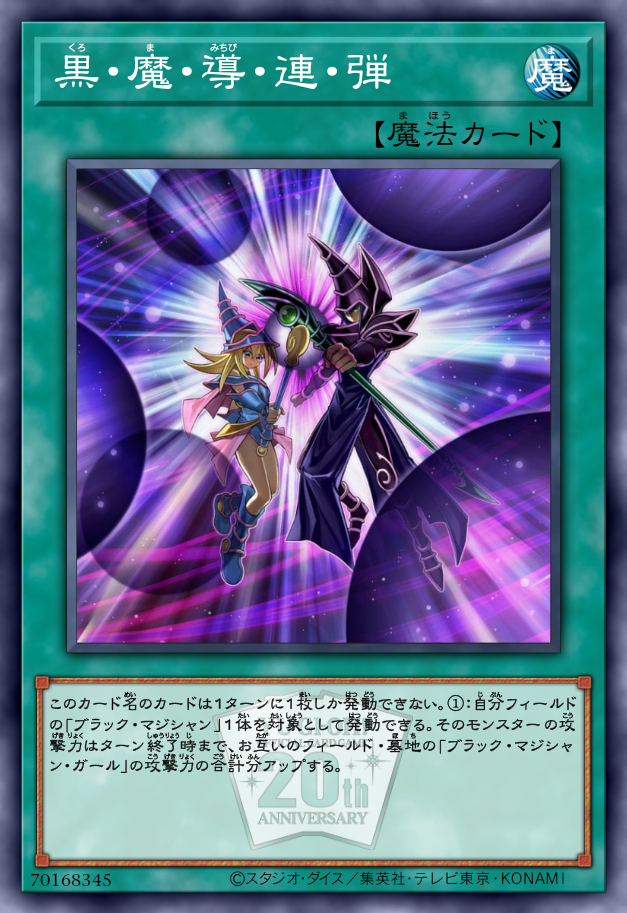 黒・魔・導・連・弾
魔
【魔法カード】
このカード名のカードは1ターンに1枚しか発動できない。①:自分フィールド
の「ブラック・マジシャン」1体を対象として発動できる。そのモンスターの攻
撃力はターン終了時まで、お互いのフィールド・墓地の「ブラック・マジシャ
ン・ガール」の攻撃力の合計分アップする。
20th
ANNIVERSARY
70168345
©スタジオ・ダイス/集英社・テレビ東京・KONAMI